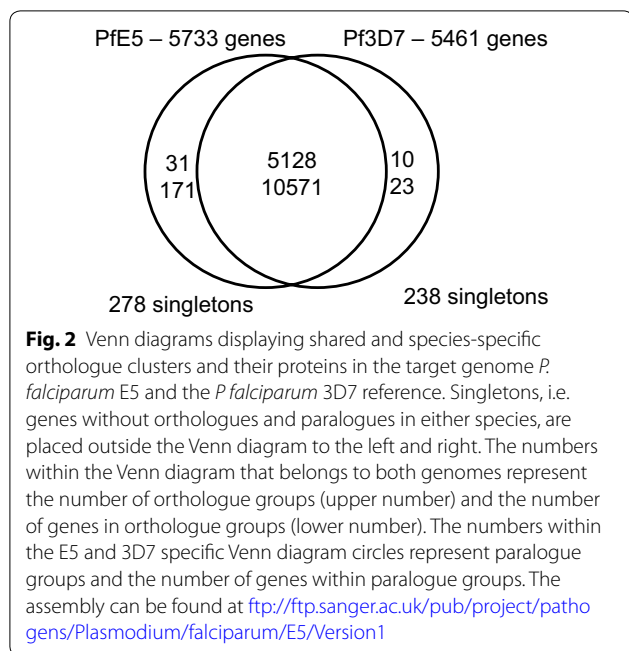 PfE5 – 5733 genes Pf3D7 – 5461 genes
31 5128 10
171 10571 23
278 singletons 238 singletons
Fig. 2 Venn diagrams displaying shared and species-specific
orthologue clusters and their proteins in the target genome P.
falciparum E5 and the P falciparum 3D7 reference. Singletons, i.e.
genes without orthologues and paralogues in either species, are
placed outside the Venn diagram to the left and right. The numbers
within the Venn diagram that belongs to both genomes represent
the number of orthologue groups (upper number) and the number
of genes in orthologue groups (lower number). The numbers within
the E5 and 3D7 specific Venn diagram circles represent paralogue
groups and the number of genes within paralogue groups. The
assembly can be found at ftp://ftp.sanger.ac.uk/pub/project/patho
gens/Plasmodium/falciparum/E5/Version1